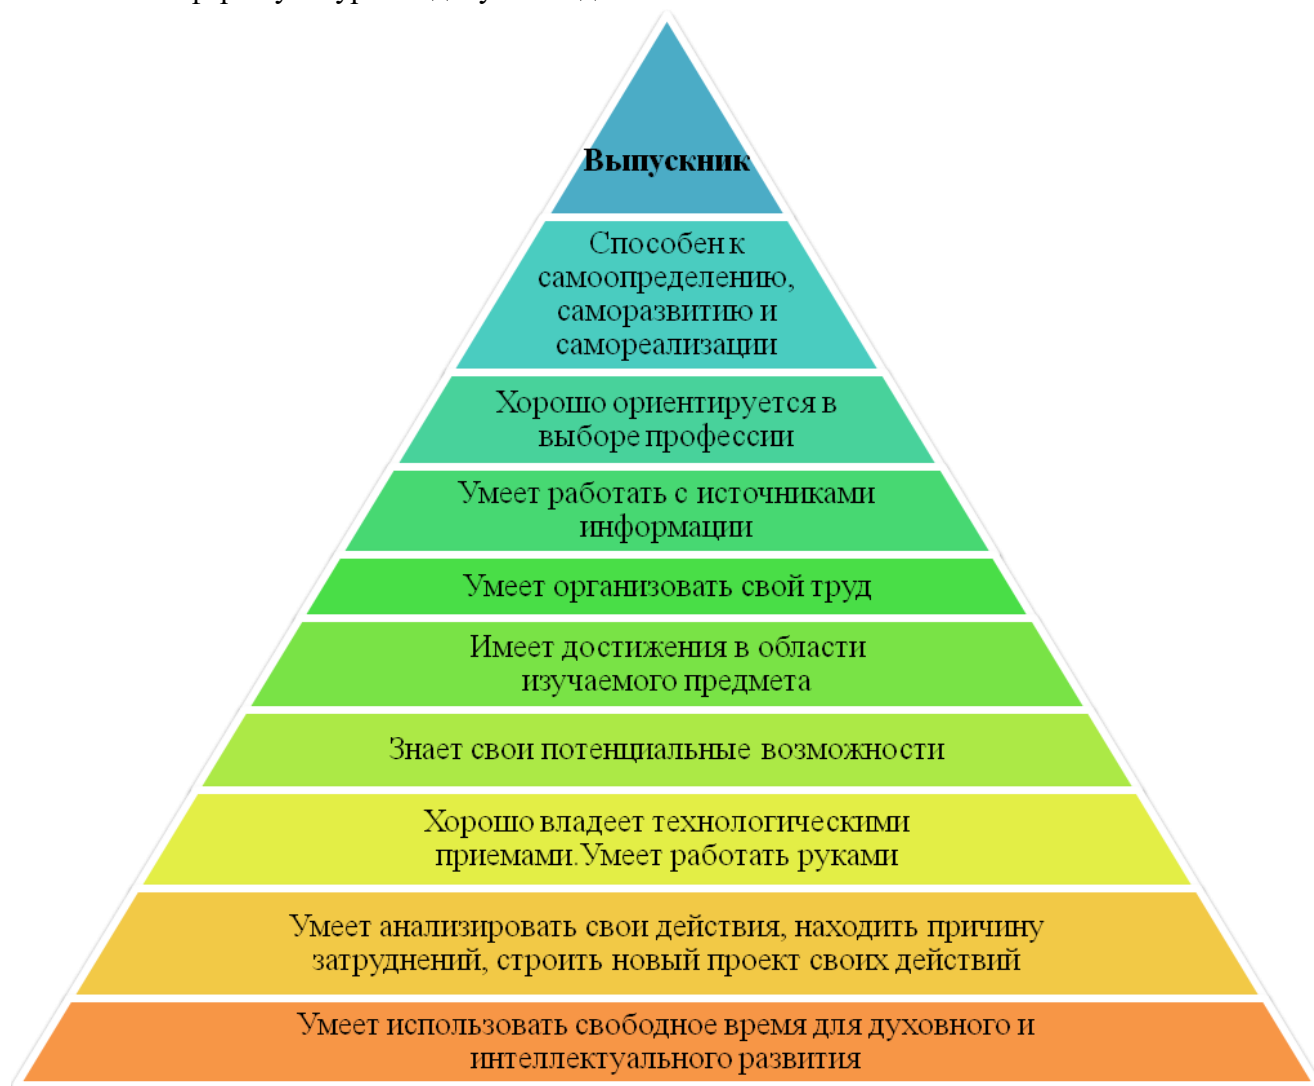 Выпускник
Способен к
самоопределению,
саморазвитию и
самореализации
Хорошо ориентируется в
выборе профессии
Умеет работать с источниками
информации
Умеет организовать свой труд
Имеет достижения в области
изучаемого предмета
Знает свои потенциальные возможности
Хорошо владеет технологическими
приемами.Умеет работать руками
Умеет анализировать свои действия, находить причину
затруднений, строить новый проект своих действий
Умеет использовать свободное время для духовного и
интеллектуального развития